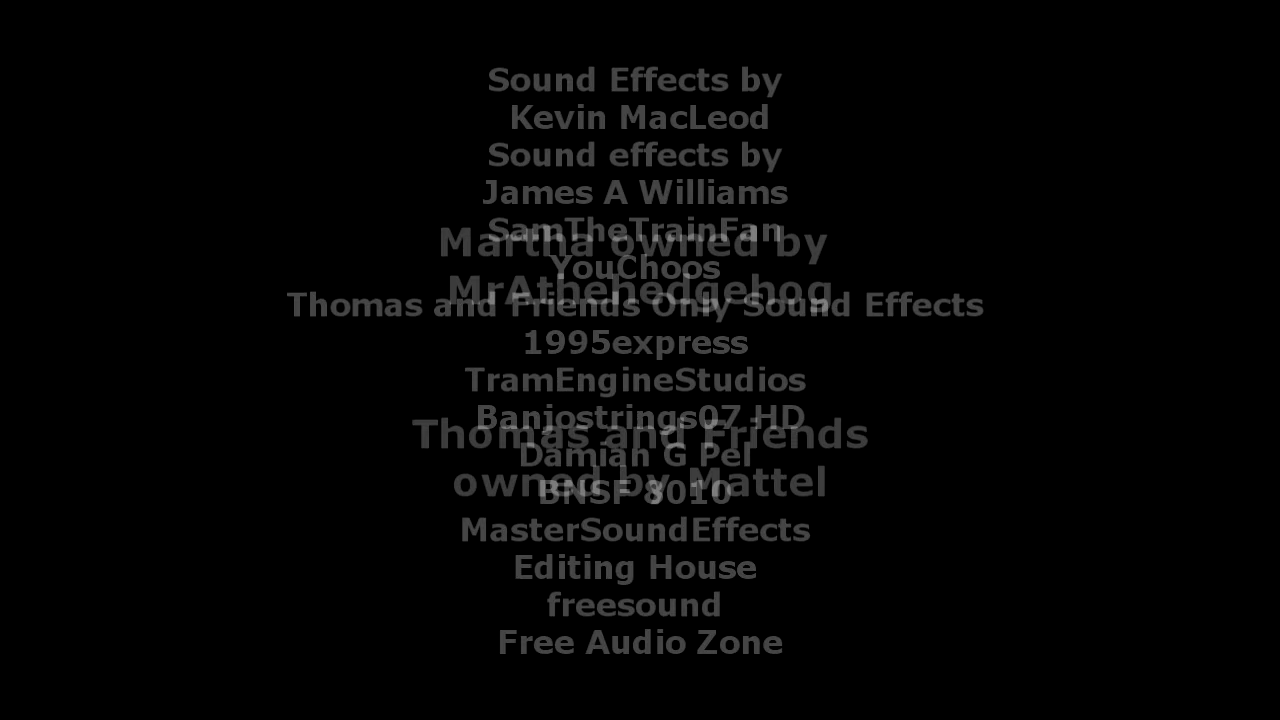 Sound Effects by
Kevin MacLeod
Sound effects by
James A Williams
SamTheTrainFan
YouChoos
Thomas and Friends Only Sound Effects
1995express
TramEngineStudios
Banjostrings07 HD
Damian G Pel
BNSF 8010
MasterSoundEffects
Editing House
freesound
Free Audio Zone
Martha owned by
MrAthehedgehog
Thomas and Friends
owned by Mattel